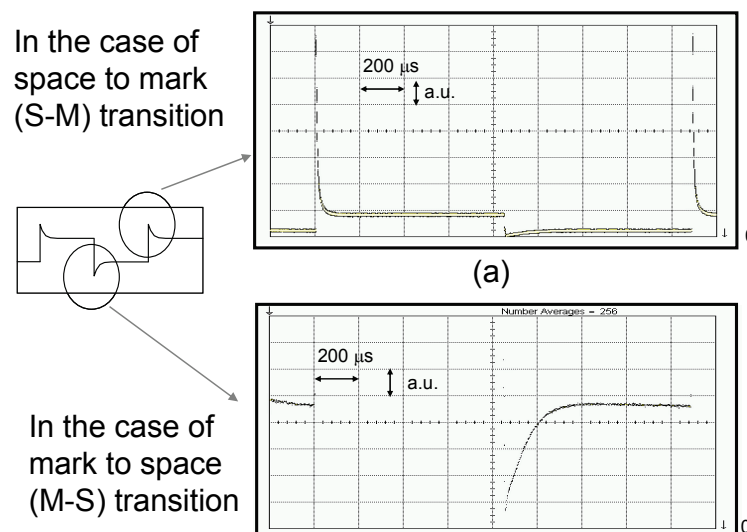 In the case of
space to mark
(S-M) transition
200 μs
a.u.
(a)
Number Averages = 256
200 μs
a.u.
In the case of
mark to space
(M-S) transition